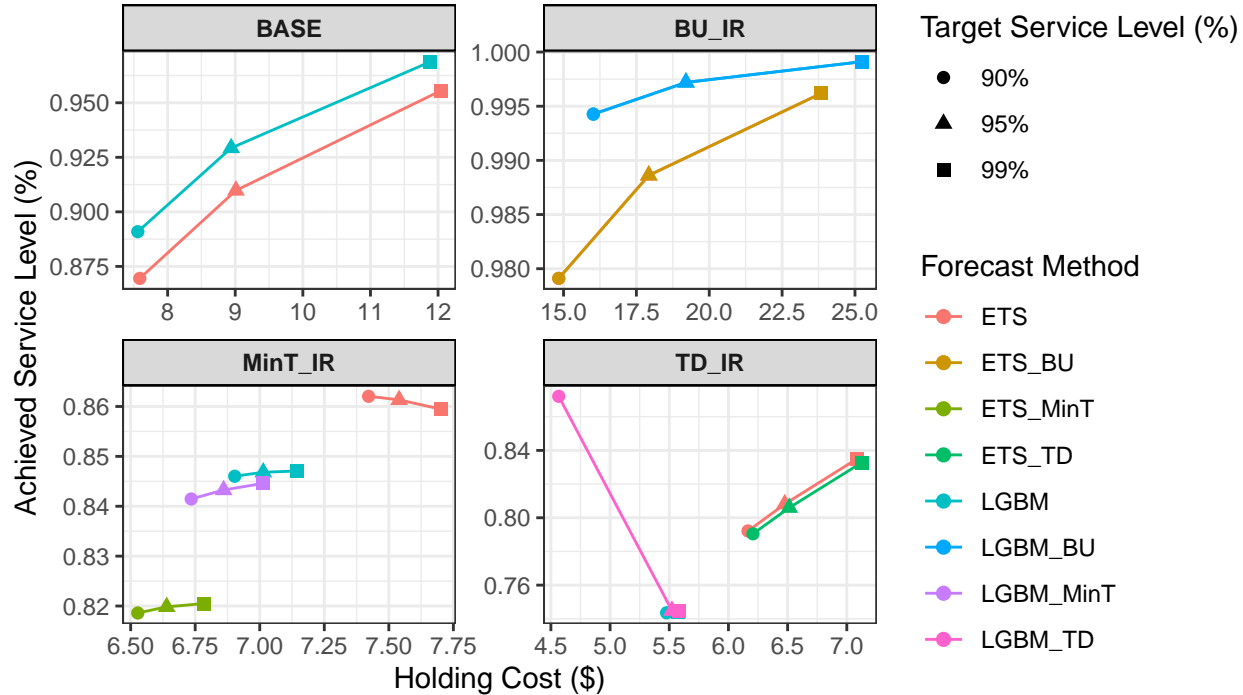 BASE
BU_IR
0.950
0.925
0.900
0.875
8 9 10 11 12
1.000
0.995
0.990
0.985
0.980
15.0 17.5 20.0 22.5 25.0
MinT_IR
TD_IR
0.86
0.85
0.84
0.83
0.82
6.50 6.75 7.00 7.25 7.50 7.75
0.84
0.80
0.76
4.5 5.0 5.5 6.0 6.5 7.0
Achieved Service Level (%)
Holding Cost ($)
Target Service Level (%)
90%
95%
99%
Forecast Method
ETS
ETS_BU
ETS_MinT
ETS_TD
LGBM
LGBM_BU
LGBM_MinT
LGBM_TD